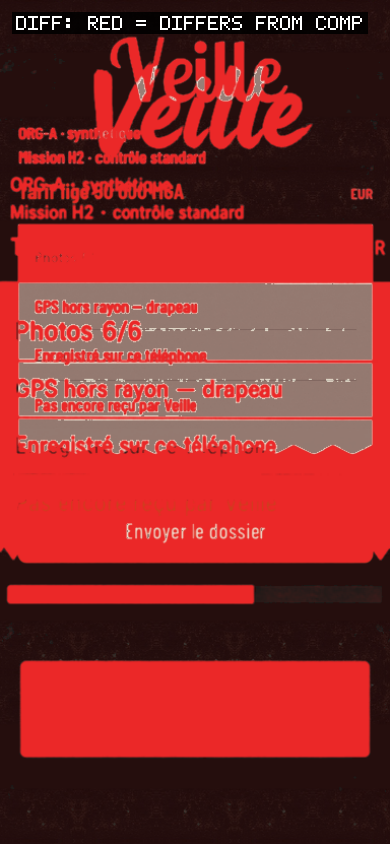 DIFF: RED = DIFFERS FROM COMP
Veille
Veille
ORG-A · synthétique
Mission H2 · contrôle standard
ORG-A · synthétique
Tarif figé 60 000 HGA EUR
Mission H2 · contrôle standard
T R
GPS hors rayon — drapeau
Photos 6/6
Enregistré sur ce téléphone
GPS hors rayon — drapeau
Pas encore reçu par Veille
Enregistré sur ce téléphone
Envoyer le dossier